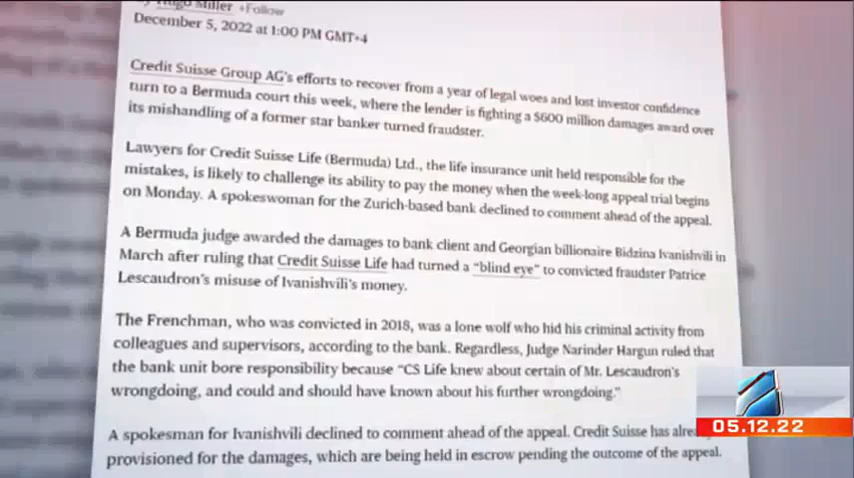 Hugo Miller +Follow
December 5, 2022 at 1:00 PM GMT+4
Credit Suisse Group AG's efforts to recover from a year of legal woes and lost investor confidence
turn to a Bermuda court this week, where the lender is fighting a $600 million damages award over
its mishandling of a former star banker turned fraudster.
Lawyers for Credit Suisse Life (Bermuda) Ltd., the life insurance unit held responsible for the
mistakes, is likely to challenge its ability to pay the money when the week-long appeal trial begins
on Monday. A spokeswoman for the Zurich-based bank declined to comment ahead of the appeal.
A Bermuda judge awarded the damages to bank client and Georgian billionaire Bidzina Ivanishvili in
March after ruling that Credit Suisse Life had turned a “blind eye” to convicted fraudster Patrice
Lescaudron's misuse of Ivanishvili's money.
The Frenchman, who was convicted in 2018, was a lone wolf who hid his criminal activity from
colleagues and supervisors, according to the bank. Regardless, Judge Narinder Hargun ruled that
the bank unit bore responsibility because “CS Life knew about certain of Mr. Lescaudron's
wrongdoing, and could and should have known about his further wrongdoing.”
A spokesman for Ivanishvili declined to comment ahead of the appeal. Credit Suisse has
provisioned for the damages, which are being held in escrow pending the outcome of the appeal.
05.12.22